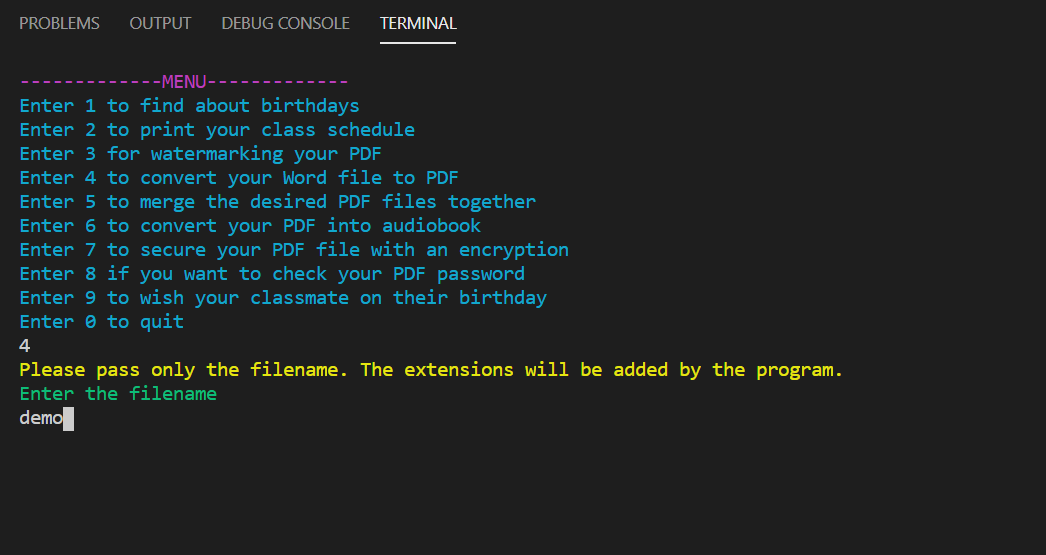 PROBLEMS OUTPUT DEBUG CONSOLE TERMINAL
-------------MENU-------------
Enter 1 to find about birthdays
Enter 2 to print your class schedule
Enter 3 for watermarking your PDF
Enter 4 to convert your Word file to PDF
Enter 5 to merge the desired PDF files together
Enter 6 to convert your PDF into audiobook
Enter 7 to secure your PDF file with an encryption
Enter 8 if you want to check your PDF password
Enter 9 to wish your classmate on their birthday
Enter 0 to quit
4
Please pass only the filename. The extensions will be added by the program.
Enter the filename
demo